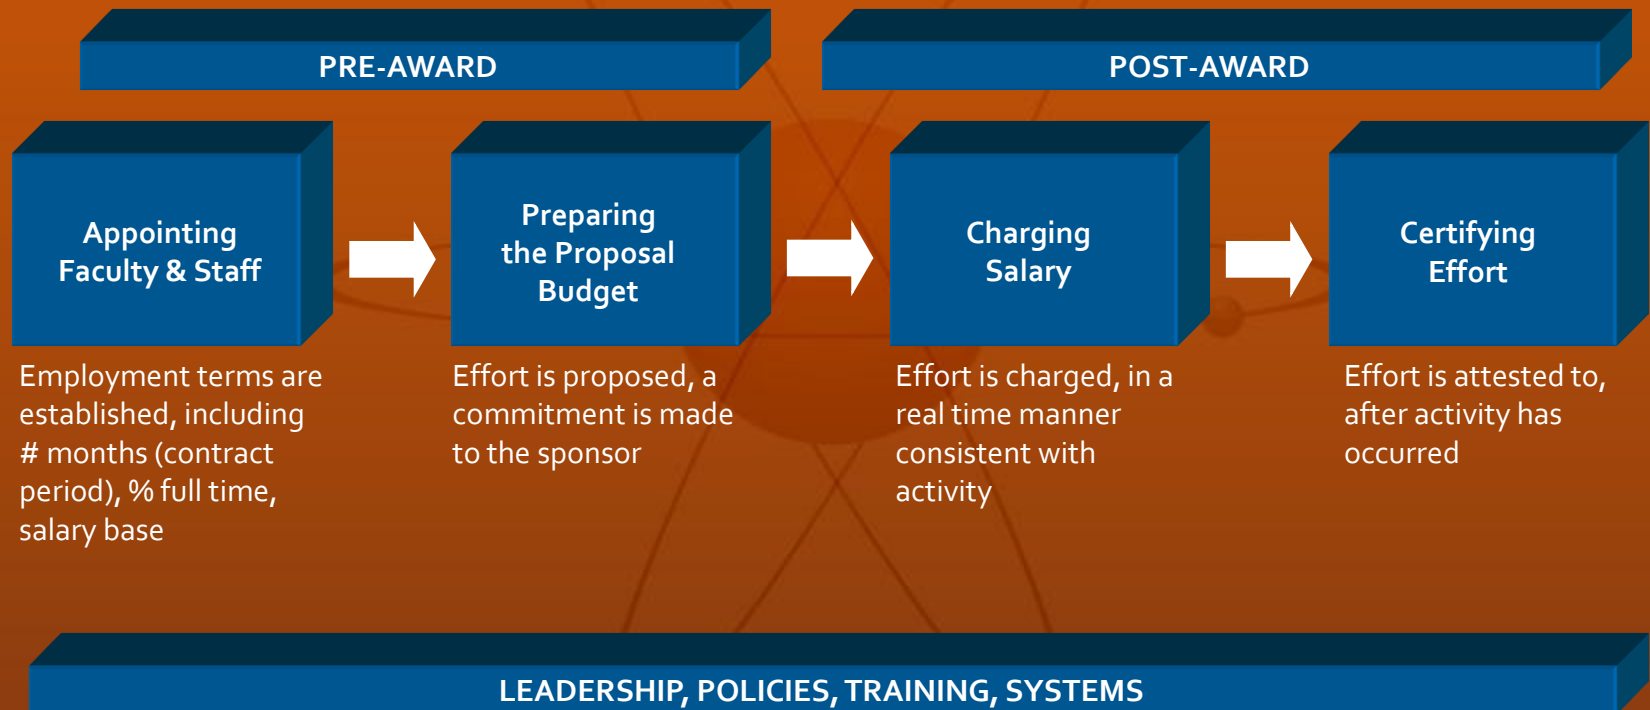 PRE-AWARD
POST-AWARD
Appointing
Faculty & Staff
Preparing
the Proposal
Budget
Charging
Salary
Certifying
Effort
Employment terms are
established, including
# months (contract
period), % full time,
salary base
Effort is proposed, a
commitment is made
to the sponsor
Effort is charged, in a
real time manner
consistent with
activity
Effort is attested to,
after activity has
occurred
LEADERSHIP, POLICIES, TRAINING, SYSTEMS